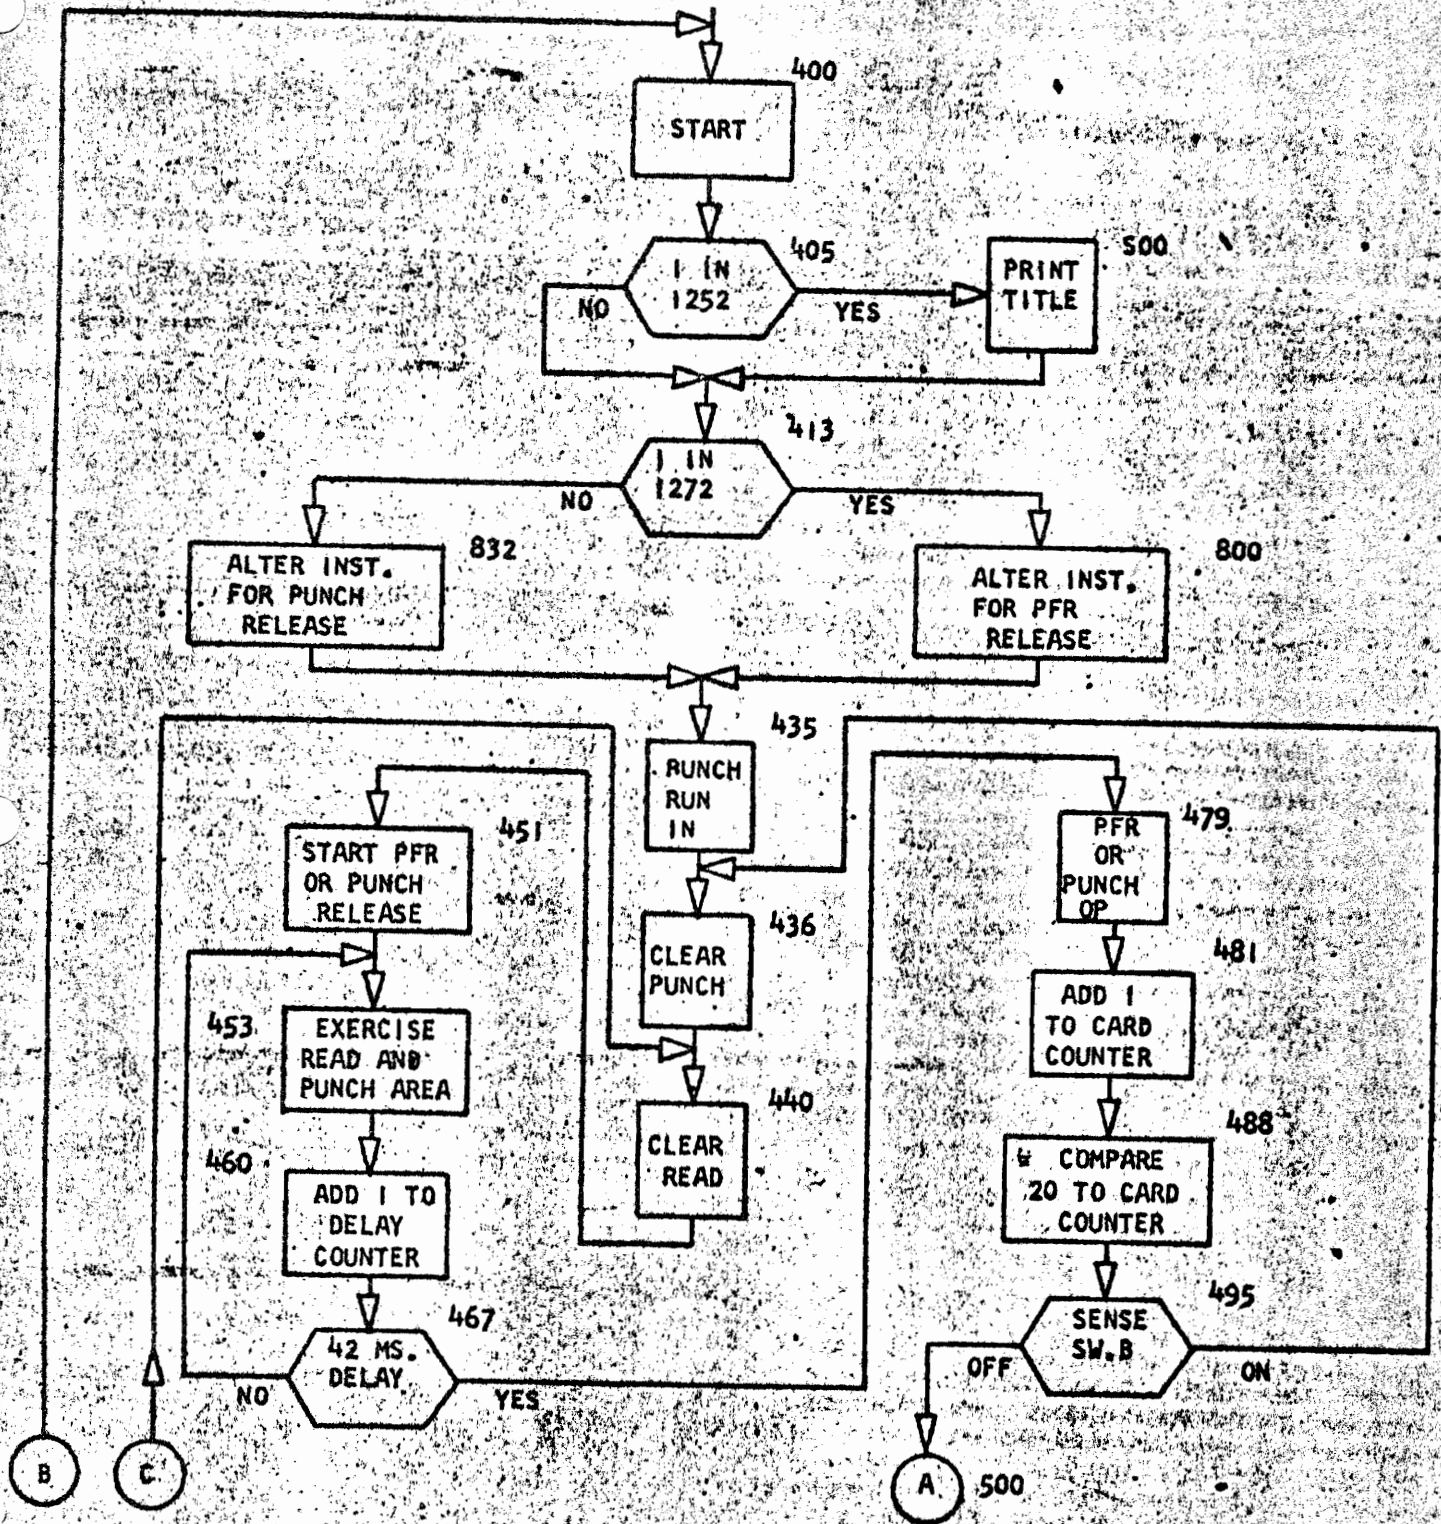 400
START
405
1 IN
1252
NO
YES
500
PRINT
TITLE
413
1 IN
1272
NO
YES
832
ALTER INST.
FOR PUNCH
RELEASE
800
ALTER INST.
FOR PFR
RELEASE
435
RUNCH
RUN
IN
451
START PFR
OR PUNCH
RELEASE
436
CLEAR
PUNCH
479
PFR
OR
PUNCH
OP
481
ADD 1
TO CARD
COUNTER
453
EXERCISE
READ AND
PUNCH AREA
440
CLEAR
READ
488
COMPARE
20 TO CARD
COUNTER
460
ADD 1 TO
DELAY
COUNTER
467
42 MS.
DELAY
NO
YES
495
SENSE
SW.B
OFF
ON
B
C
A
500